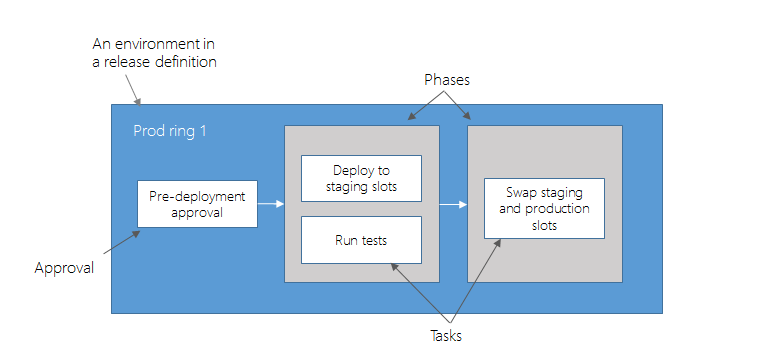 An environment in
a release definition
Phases
Prod ring 1
Pre-deployment
approval
Deploy to
staging slots
Run tests
Swap staging
and production
slots
Approval
Tasks